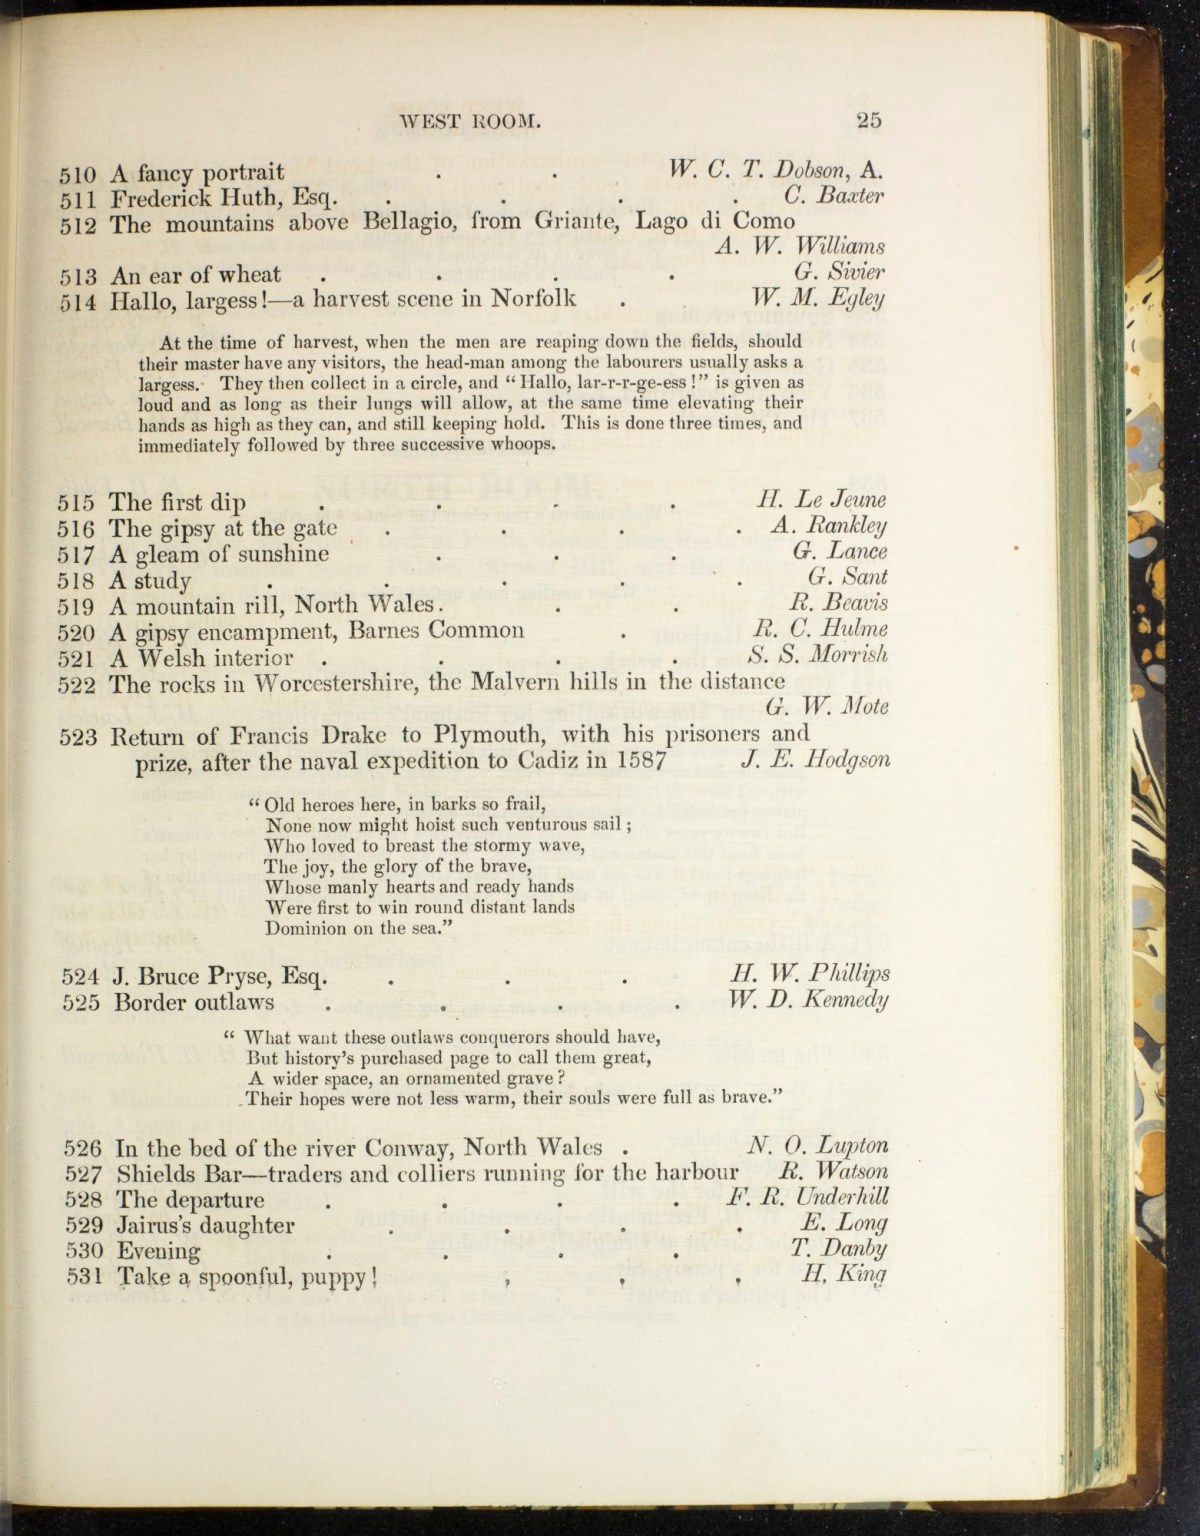 WEST ROOM. 25
510 A fancy portrait . . W. C. T. Dobson, A.
511 Frederick Huth, Esq. . . . . C. Baxter
512 The mountains above Bellagio, from Griante, Lago di Como
A. W. Williams
513 An ear of wheat . . . . G. Sivier
514 Hallo, largess!—a harvest scene in Norfolk . W. M. Egley
At the time of harvest, when the men are reaping down the fields, should
their master have any visitors, the head-man among the labourers usually asks a
largess. They then collect in a circle, and “Hallo, lar-r-r-ge-ess!” is given as
loud and as long as their lungs will allow, at the same time elevating their
hands as high as they can, and still keeping hold. This is done three times, and
immediately followed by three successive whoops.
515 The first dip . . . . H. Le Jeune
516 The gipsy at the gate . . . . A. Rankley
517 A gleam of sunshine . . . G. Lance
518 A study . . . . . G. Sant
519 A mountain rill, North Wales . . . R. Beavis
520 A gipsy encampment, Barnes Common . R. C. Hulme
521 A Welsh interior . . . . S. S. Morrish
522 The rocks in Worcestershire, the Malvern hills in the distance
G. W. Mote
523 Return of Francis Drake to Plymouth, with his prisoners and
prize, after the naval expedition to Cadiz in 1587 J. E. Hodgson
“Old heroes here, in barks so frail,
None now might hoist such venturous sail;
Who loved to breast the stormy wave,
The joy, the glory of the brave,
Whose manly hearts and ready hands
Were first to win round distant lands
Dominion on the sea.”
524 J. Bruce Pryse, Esq. . . . H. W. Phillips
525 Border outlaws . . . . W. D. Kennedy
“What want these outlaws conquerors should have,
But history’s purchased page to call them great,
A wider space, an ornamented grave?
Their hopes were not less warm, their souls were full as brave.”
526 In the bed of the river Conway, North Wales . N. O. Lupton
527 Shields Bar—traders and colliers running for the harbour R. Watson
528 The departure . . . . F. R. Underhill
529 Jairus’s daughter . . . . E. Long
530 Evening . . . . T. Danby
531 Take a spoonful, puppy! . . . H. King